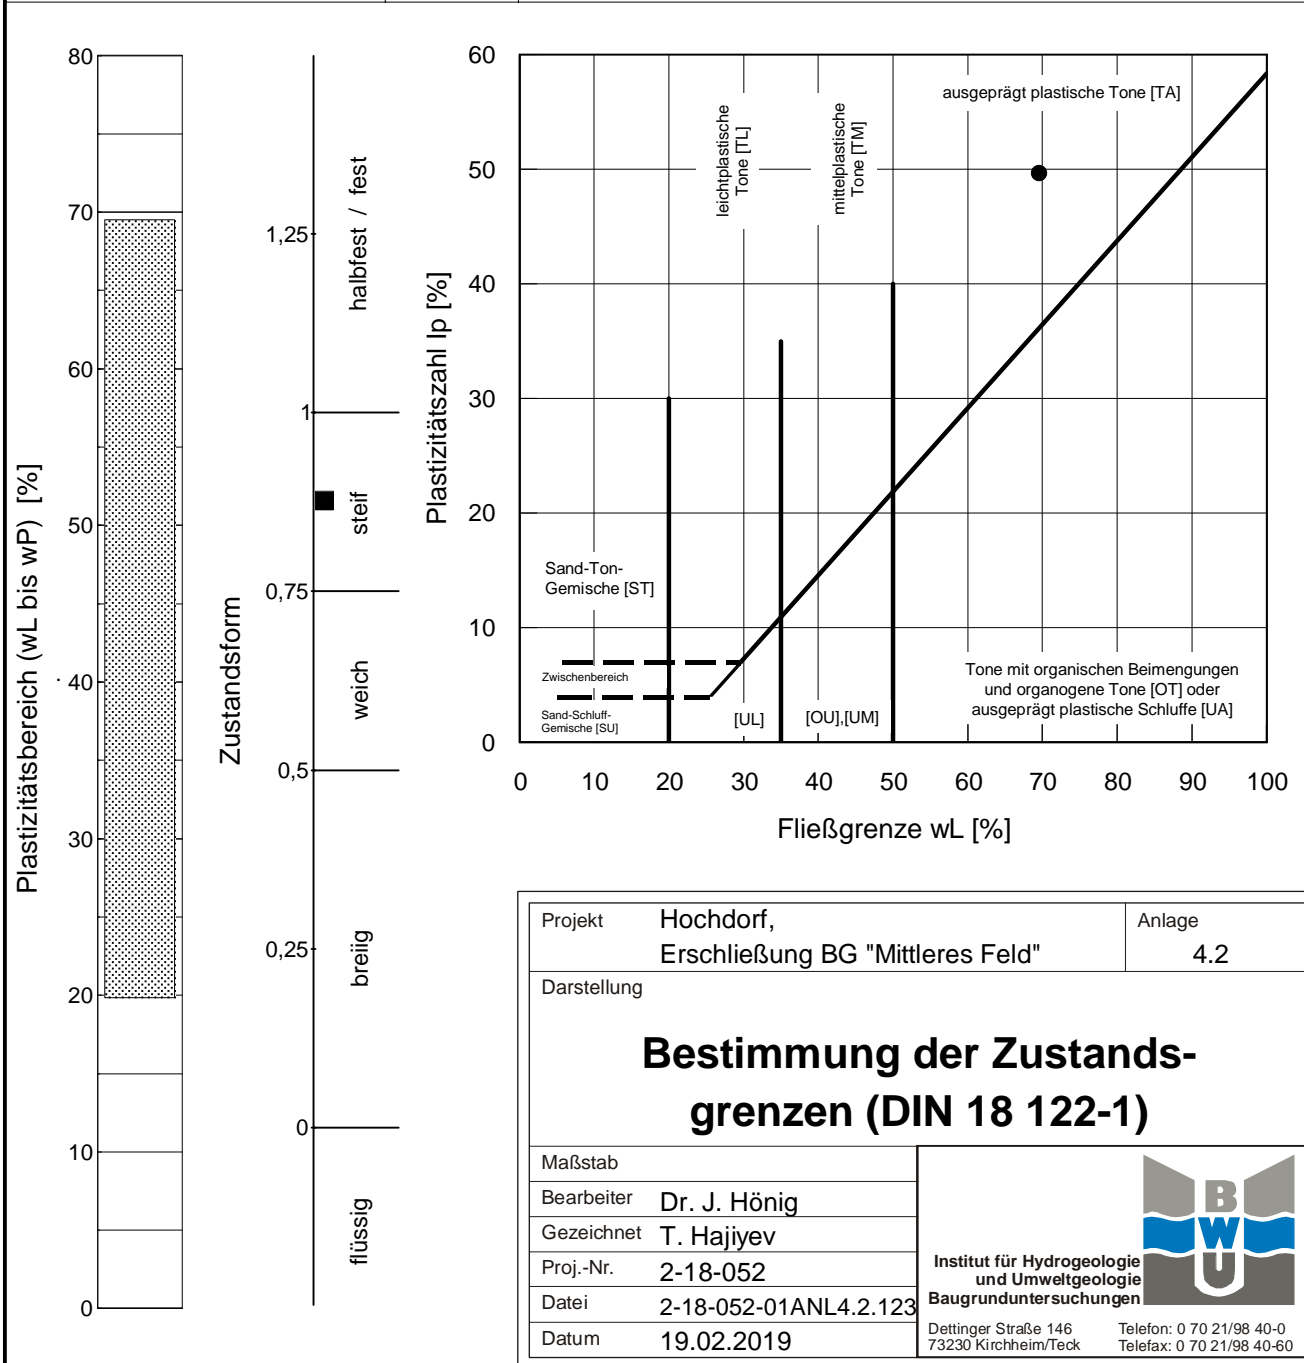 80
70
60
50
40
30
20
10
0
Plastizitätsbereich (wL bis wP) [%]
Zustandsform
1,25
1
0,75
0,5
0,25
0
halbfest / fest
steif
weich
breiig
flüssig
Plastizitätszahl Ip [%]
60
50
40
30
20
10
0
leichtplastische
Tone [TL]
mittelplastische
Tone [TM]
ausgeprägt plastische Tone [TA]
Sand-Ton-
Gemische [ST]
Zwischenbereich
Sand-Schluff-
Gemische [SU]
[UL]
[OU],[UM]
Tone mit organischen Beimengungen
und organogene Tone [OT] oder
ausgeprägt plastische Schluffe [UA]
0 10 20 30 40 50 60 70 80 90 100
Fließgrenze wL [%]
Projekt Hochdorf,
Erschließung BG "Mittleres Feld"
Anlage
4.2
Darstellung
Bestimmung der Zustands-
grenzen (DIN 18 122-1)
Maßstab
Bearbeiter Dr. J. Hönig
Gezeichnet T. Hajiyev
Proj.-Nr. 2-18-052
Datei 2-18-052-01ANL4.2.123
Datum 19.02.2019
BWU
Institut für Hydrogeologie
und Umweltgeologie
Baugrunduntersuchungen
Dettinger Straße 146 Telefon: 0 70 21/98 40-0
73230 Kirchheim/Teck Telefax: 0 70 21/98 40-60